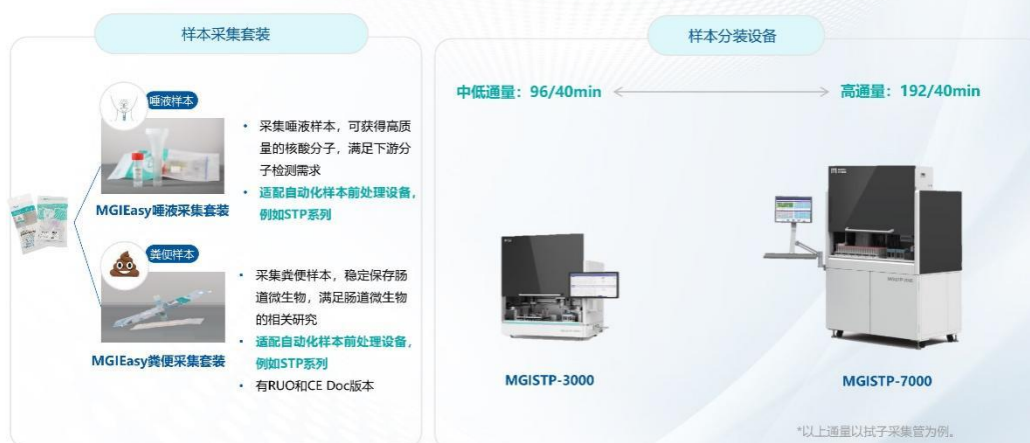 样本采集套装
唾液样本
• 采集唾液样本，可获得高质
量的核酸分子，满足下游分
子检测需求
• 适配自动化样本前处理设备，
例如STP系列
MGIEasy唾液采集套装
粪便样本
• 采集粪便样本，稳定保存肠
道微生物，满足肠道微生物
的相关研究
• 适配自动化样本前处理设备，
例如STP系列
• 有RUO和CE Doc版本
MGIEasy粪便采集套装
样本分装设备
中低通量：96/40min
高通量：192/40min
MGISTP-3000
MGISTP-7000
*以上通量以拭子采集管为例。